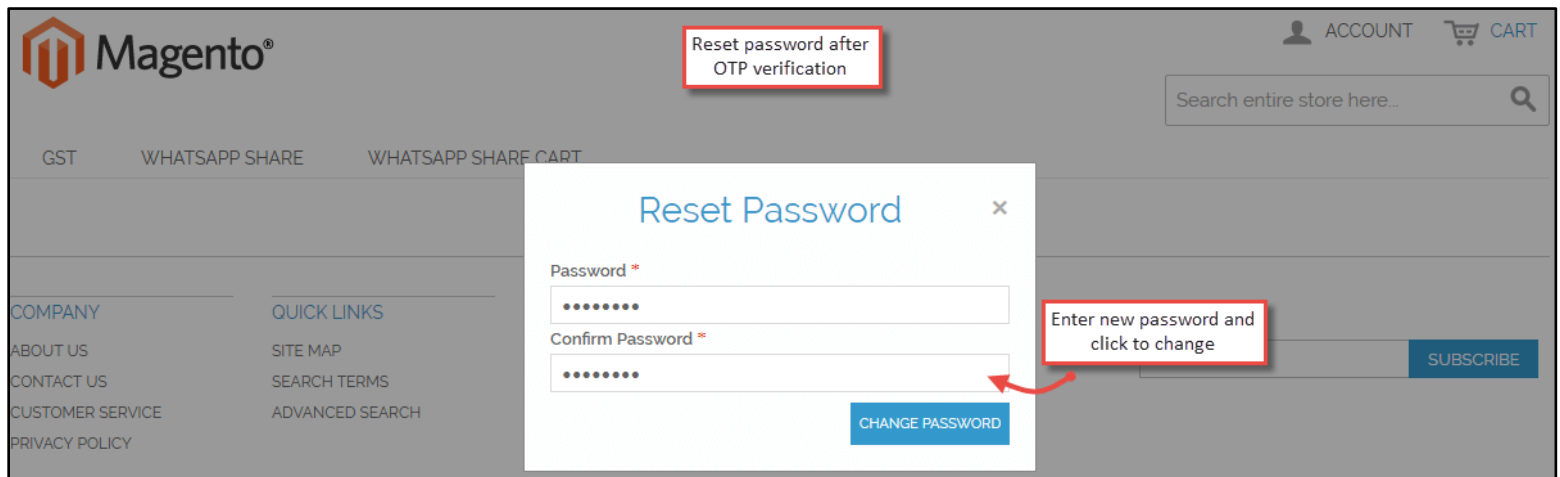 Magento®
Reset password after
OTP verification
ACCOUNT
CART
Search entire store here...
GST
WHATSAPP SHARE
WHATSAPP SHARE CART
Reset Password
×
Password *
••••••••
Confirm Password *
••••••••
CHANGE PASSWORD
Enter new password and
click to change
COMPANY
ABOUT US
CONTACT US
CUSTOMER SERVICE
PRIVACY POLICY
QUICK LINKS
SITE MAP
SEARCH TERMS
ADVANCED SEARCH
SUBSCRIBE